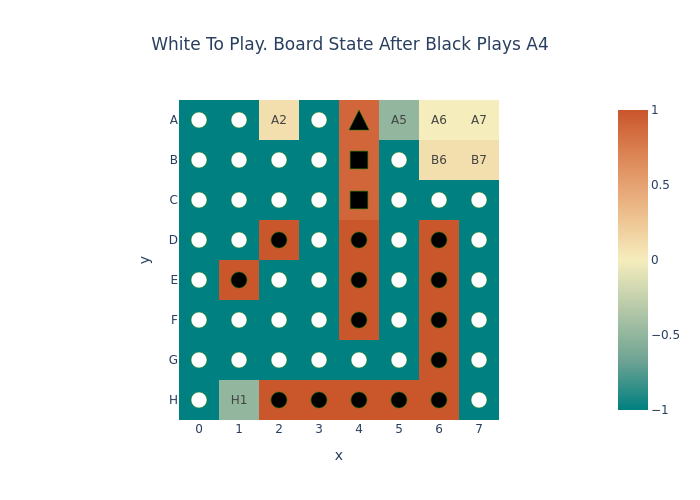 White To Play. Board State After Black Plays A4
A A2 A5 A6 A7 1
B B6 B7
C 0.5
D
y E 0
F −0.5
G
H H1 −1
0 1 2 3 4 5 6 7
x